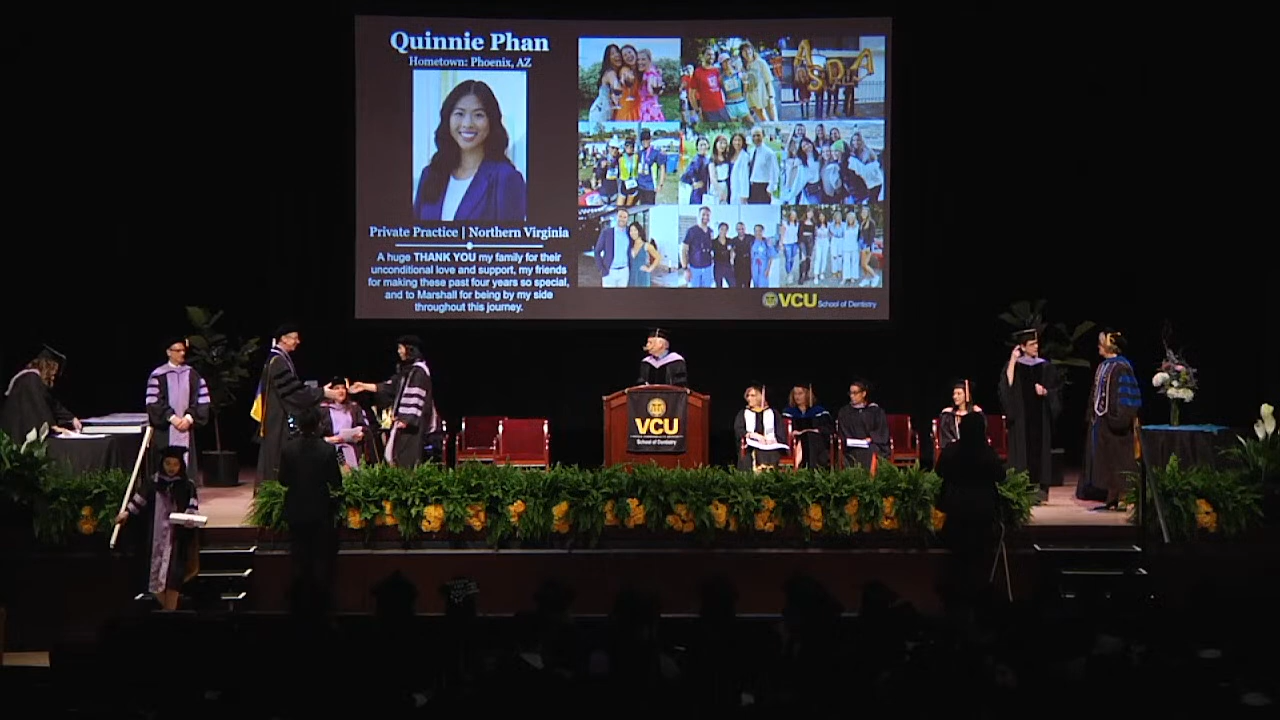 Quinnie Phan
Hometown: Phoenix, AZ
Private Practice | Northern Virginia
A huge THANK YOU my family for their
unconditional love and support, my friends
for making these past four years so special,
and to Marshall for being by my side
throughout this journey.
ASDA
VCU School of Dentistry
VCU
School of Dentistry